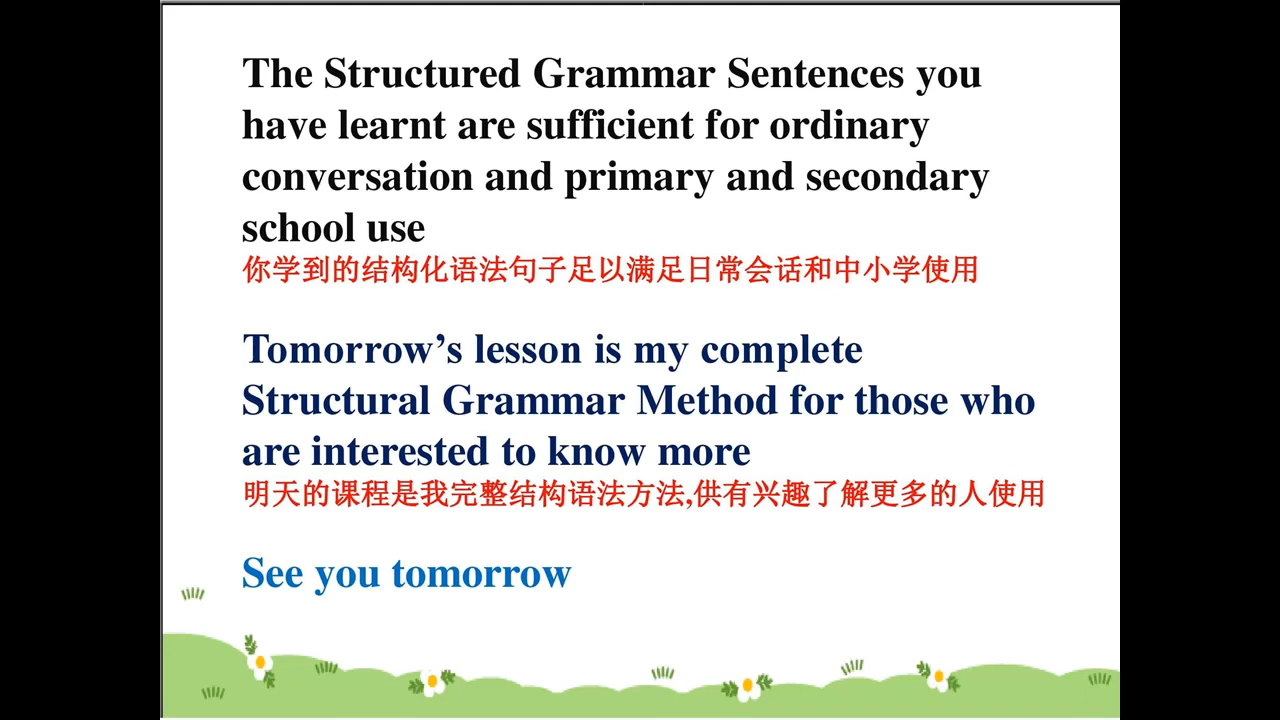 The Structured Grammar Sentences you
have learnt are sufficient for ordinary
conversation and primary and secondary
school use
你学到的结构化语法句子足以满足日常会话和中小学使用
Tomorrow’s lesson is my complete
Structural Grammar Method for those who
are interested to know more
明天的课程是我完整结构语法方法,供有兴趣了解更多的人使用
See you tomorrow